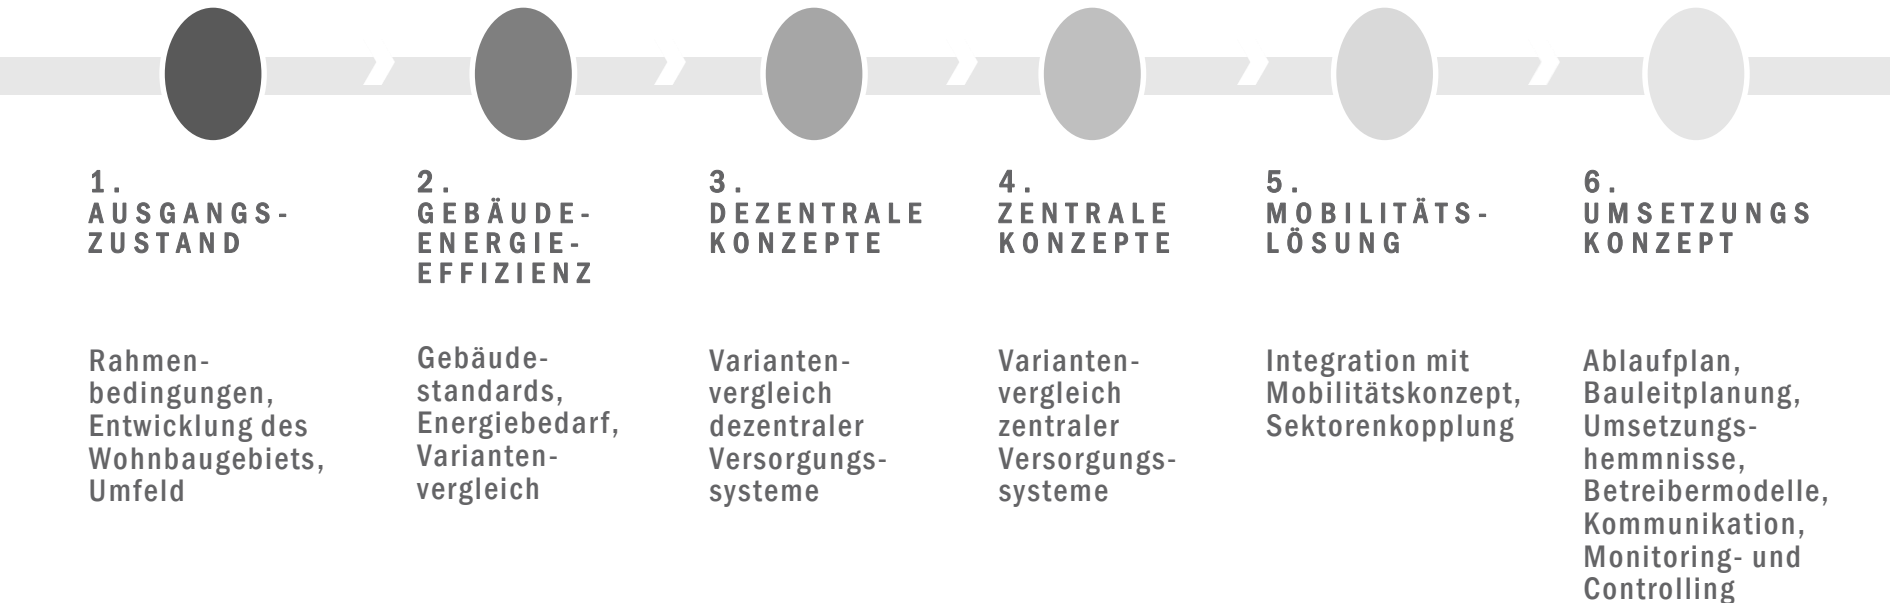 1.
AUSGANGS-
ZUSTAND
Rahmen-
bedingungen,
Entwicklung des
Wohnbaugebiets,
Umfeld
2.
GEBÄUDE-
ENERGIE-
EFFIZIENZ
Gebäude-
standards,
Energiebedarf,
Varianten-
vergleich
3.
DEZENTRALE
KONZEPTE
Varianten-
vergleich
dezentraler
Versorgungs-
systeme
4.
ZENTRALE
KONZEPTE
Varianten-
vergleich
zentraler
Versorgungs-
systeme
5.
MOBILITÄTS-
LÖSUNG
Integration mit
Mobilitätskonzept,
Sektorenkopplung
6.
UMSETZUNGS
KONZEPT
Ablaufplan,
Bauleitplanung,
Umsetzungs-
hemmnisse,
Betreibermodelle,
Kommunikation,
Monitoring- und
Controlling